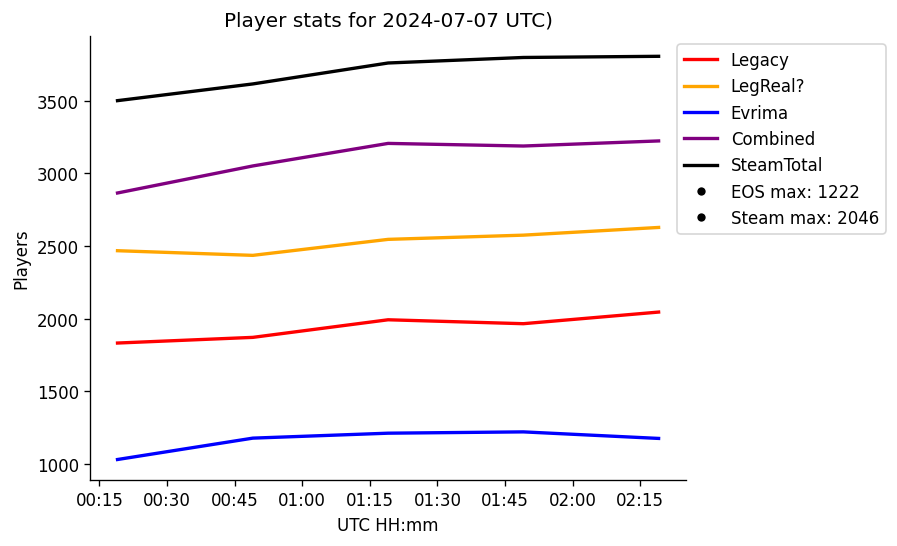 Player stats for 2024-07-07 UTC)
Legacy
LegReal?
Evrima
Combined
SteamTotal
EOS max: 1222
Steam max: 2046
Players
3500
3000
2500
2000
1500
1000
00:15 00:30 00:45 01:00 01:15 01:30 01:45 02:00 02:15
UTC HH:mm